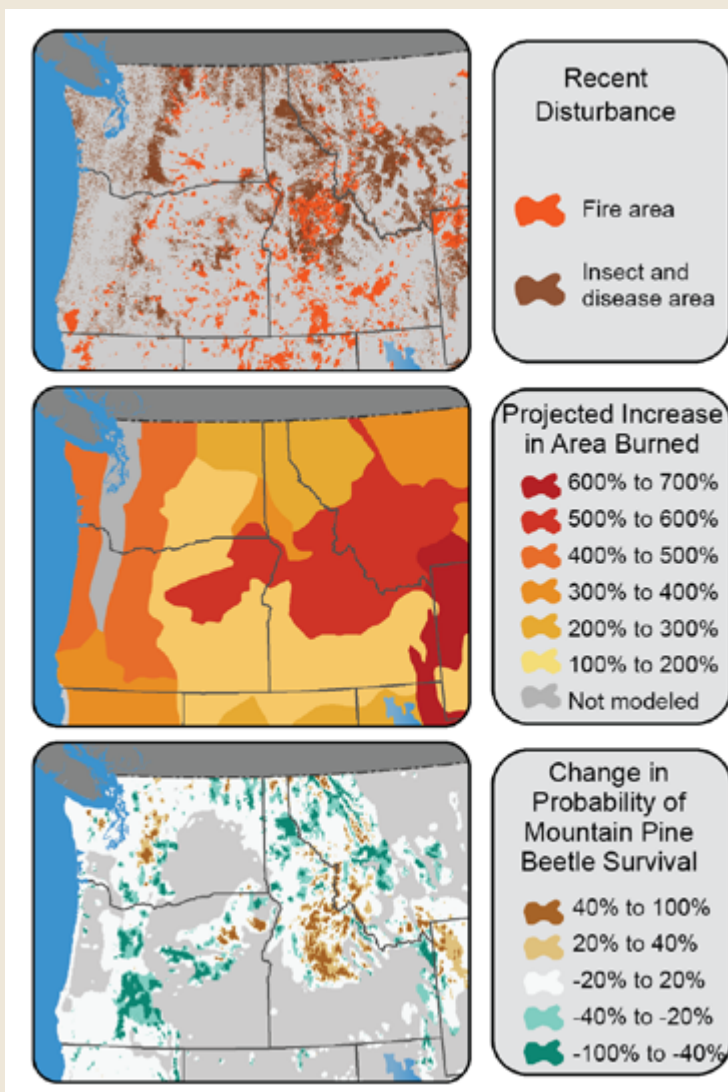 Recent
Disturbance
Fire area
Insect and
disease area
Projected Increase
in Area Burned
600% to 700%
500% to 600%
400% to 500%
300% to 400%
200% to 300%
100% to 200%
Not modeled
Change in
Probability of
Mountain Pine
Beetle Survival
40% to 100%
20% to 40%
-20% to 20%
-40% to -20%
-100% to -40%